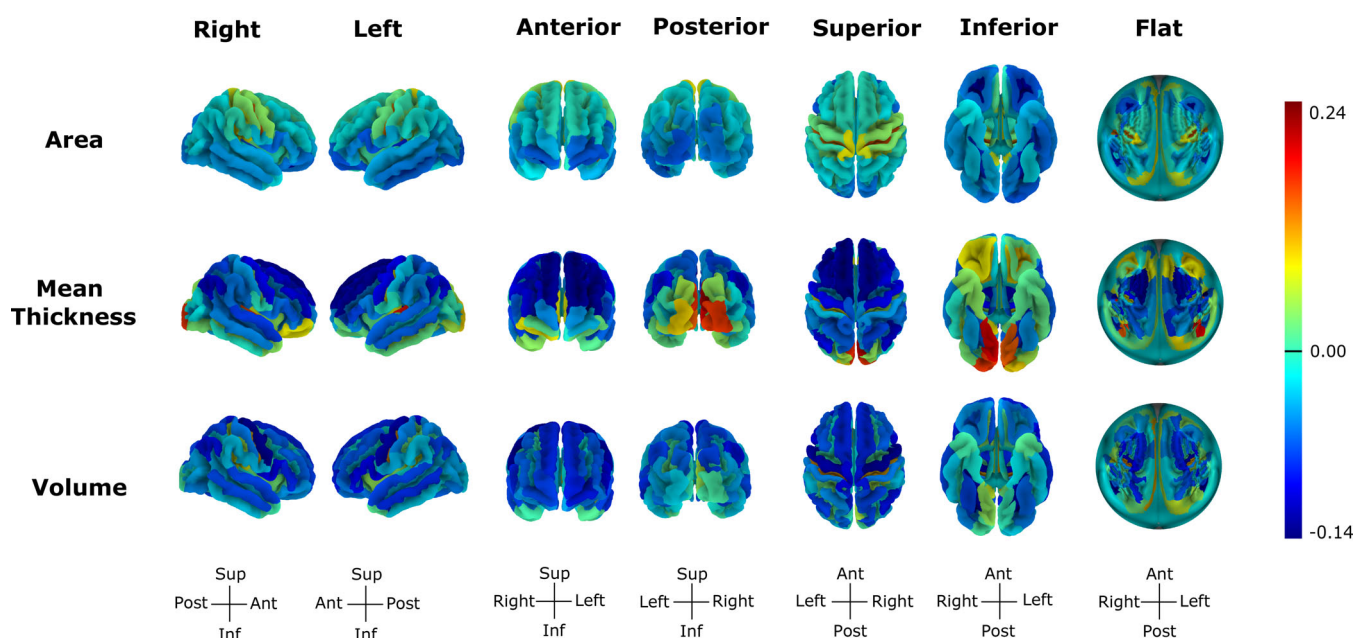 Right Left Anterior Posterior Superior Inferior Flat
Area
0.24
Mean
Thickness
0.00
Volume
-0.14
Sup Sup Sup Sup Ant Ant Ant
Post Ant Ant Post Right Left Left Right Left Right Right Left Right Left
Inf Inf Inf Inf Post Post Post